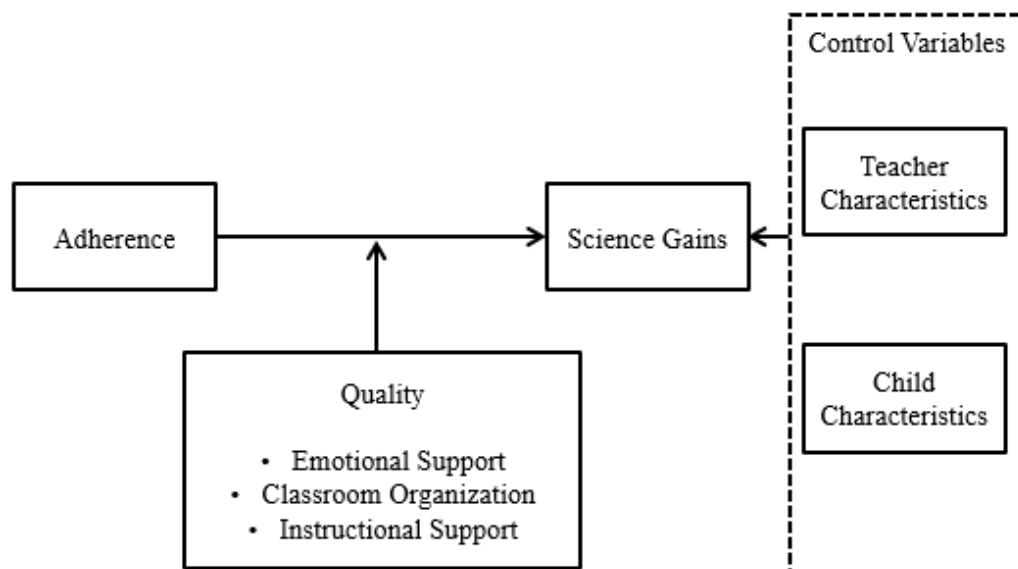 Control Variables
Teacher
Characteristics
Adherence
Science Gains
Quality
• Emotional Support
• Classroom Organization
• Instructional Support
Child
Characteristics